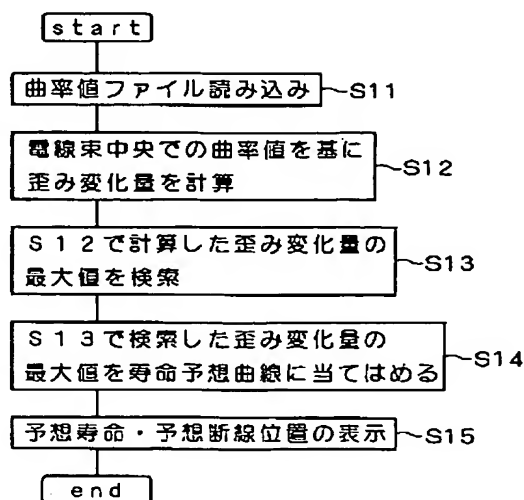 start
曲率値ファイル読み込み
S11
電線束中央での曲率値を基に
歪み変化量を計算
S12
S12で計算した歪み変化量の
最大値を検索
S13
S13で検索した歪み変化量の
最大値を寿命予想曲線に当てはめる
S14
予想寿命・予想断線位置の表示
S15
end